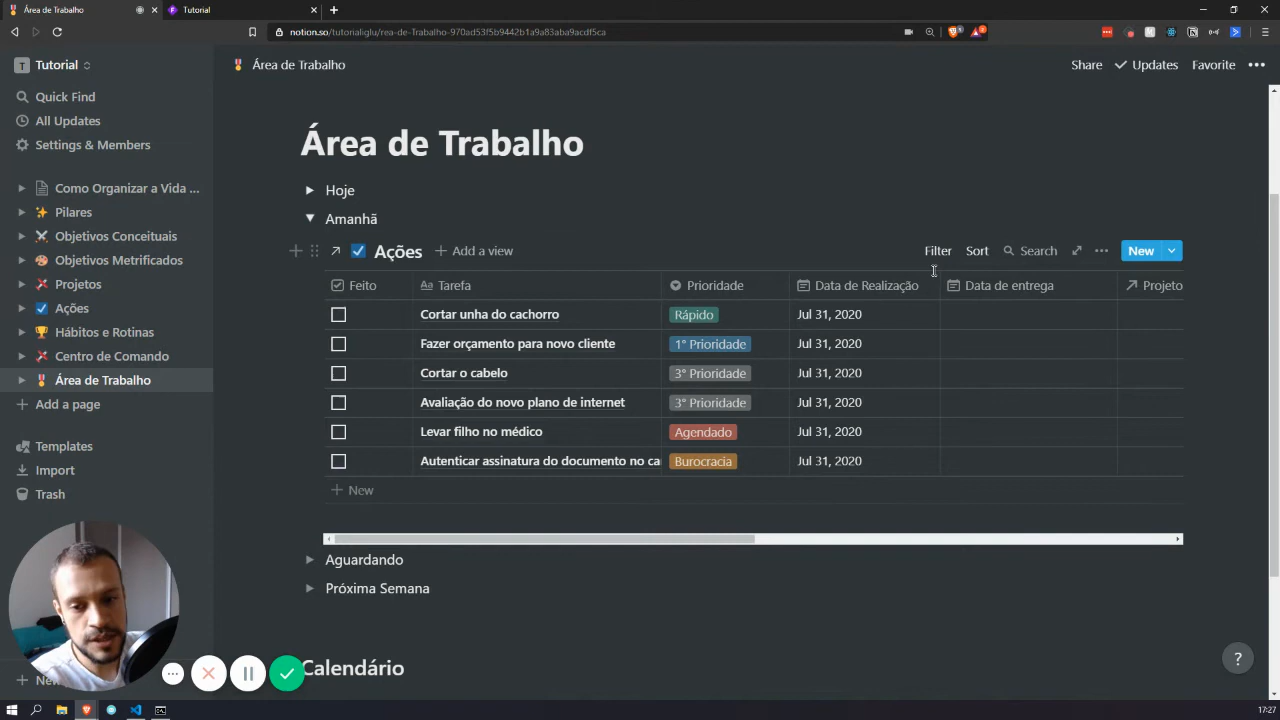 Área de Trabalho
Tutorial
notion.so/tutorialiglu/rea-de-Trabalho-970ad53f5b9442b1a9a83aba9acadf5ca
Tutorial
Quick Find
All Updates
Settings & Members
Como Organizar a Vida ...
Pilares
Objetivos Conceituais
Objetivos Metrificados
Projetos
Ações
Hábitos e Rotinas
Centro de Comando
Área de Trabalho
Add a page
Templates
Import
Trash
Área de Trabalho
Share Updates Favorite
Área de Trabalho
Hoje
Amanhã
Ações Add a view Filter Sort Search New
Feito Tarefa Prioridade Data de Realização Data de entrega Projeto
Cortar unha do cachorro Rápido Jul 31, 2020
Fazer orçamento para novo cliente 1° Prioridade Jul 31, 2020
Cortar o cabelo 3° Prioridade Jul 31, 2020
Avaliação do novo plano de internet 3° Prioridade Jul 31, 2020
Levar filho no médico Agendado Jul 31, 2020
Autenticar assinatura do documento no ca Burocracia Jul 31, 2020
New
Aguardando
Próxima Semana
Calendário
17:27